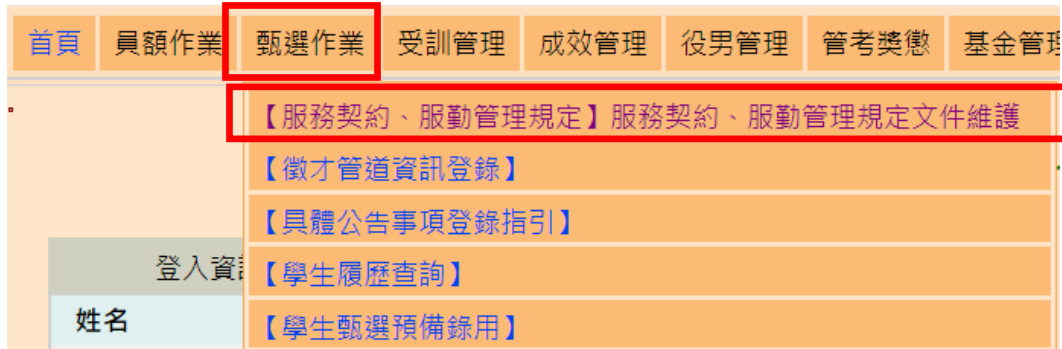 首頁 員額作業 甄選作業 受訓管理 成效管理 役男管理 管考獎懲 基金管理
【服務契約、服勤管理規定】服務契約、服勤管理規定文件維護
【徵才管道資訊登錄】
【具體公告事項登錄指引】
【學生履歷查詢】
登入資
【學生甄選預備錄用】
姓名